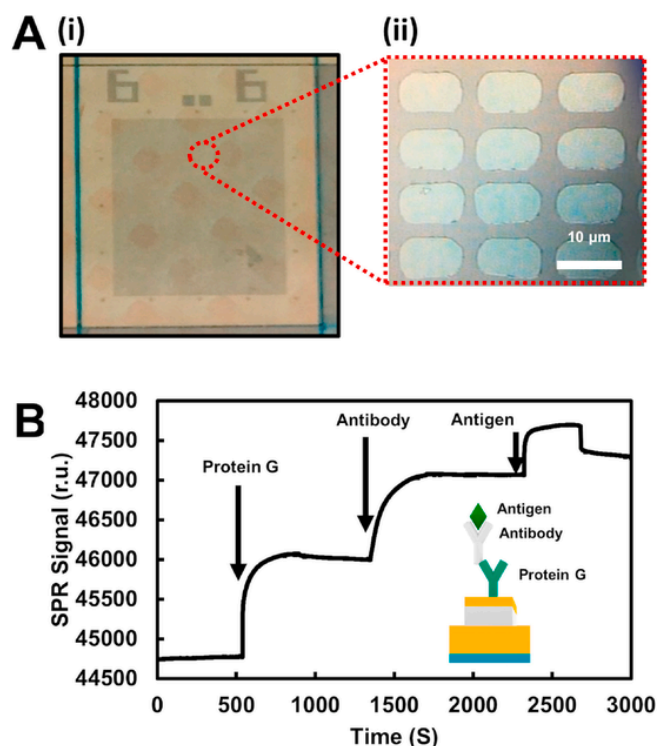 A (i) (ii)
6 .. 6
10 µm
B
48000
47000
46500
46000
45500
45000
44500
SPR Signal (r.u.)
Protein G
Antibody
Antigen
Antigen
Antibody
Protein G
0 500 1000 1500 2000 2500 3000
Time (S)